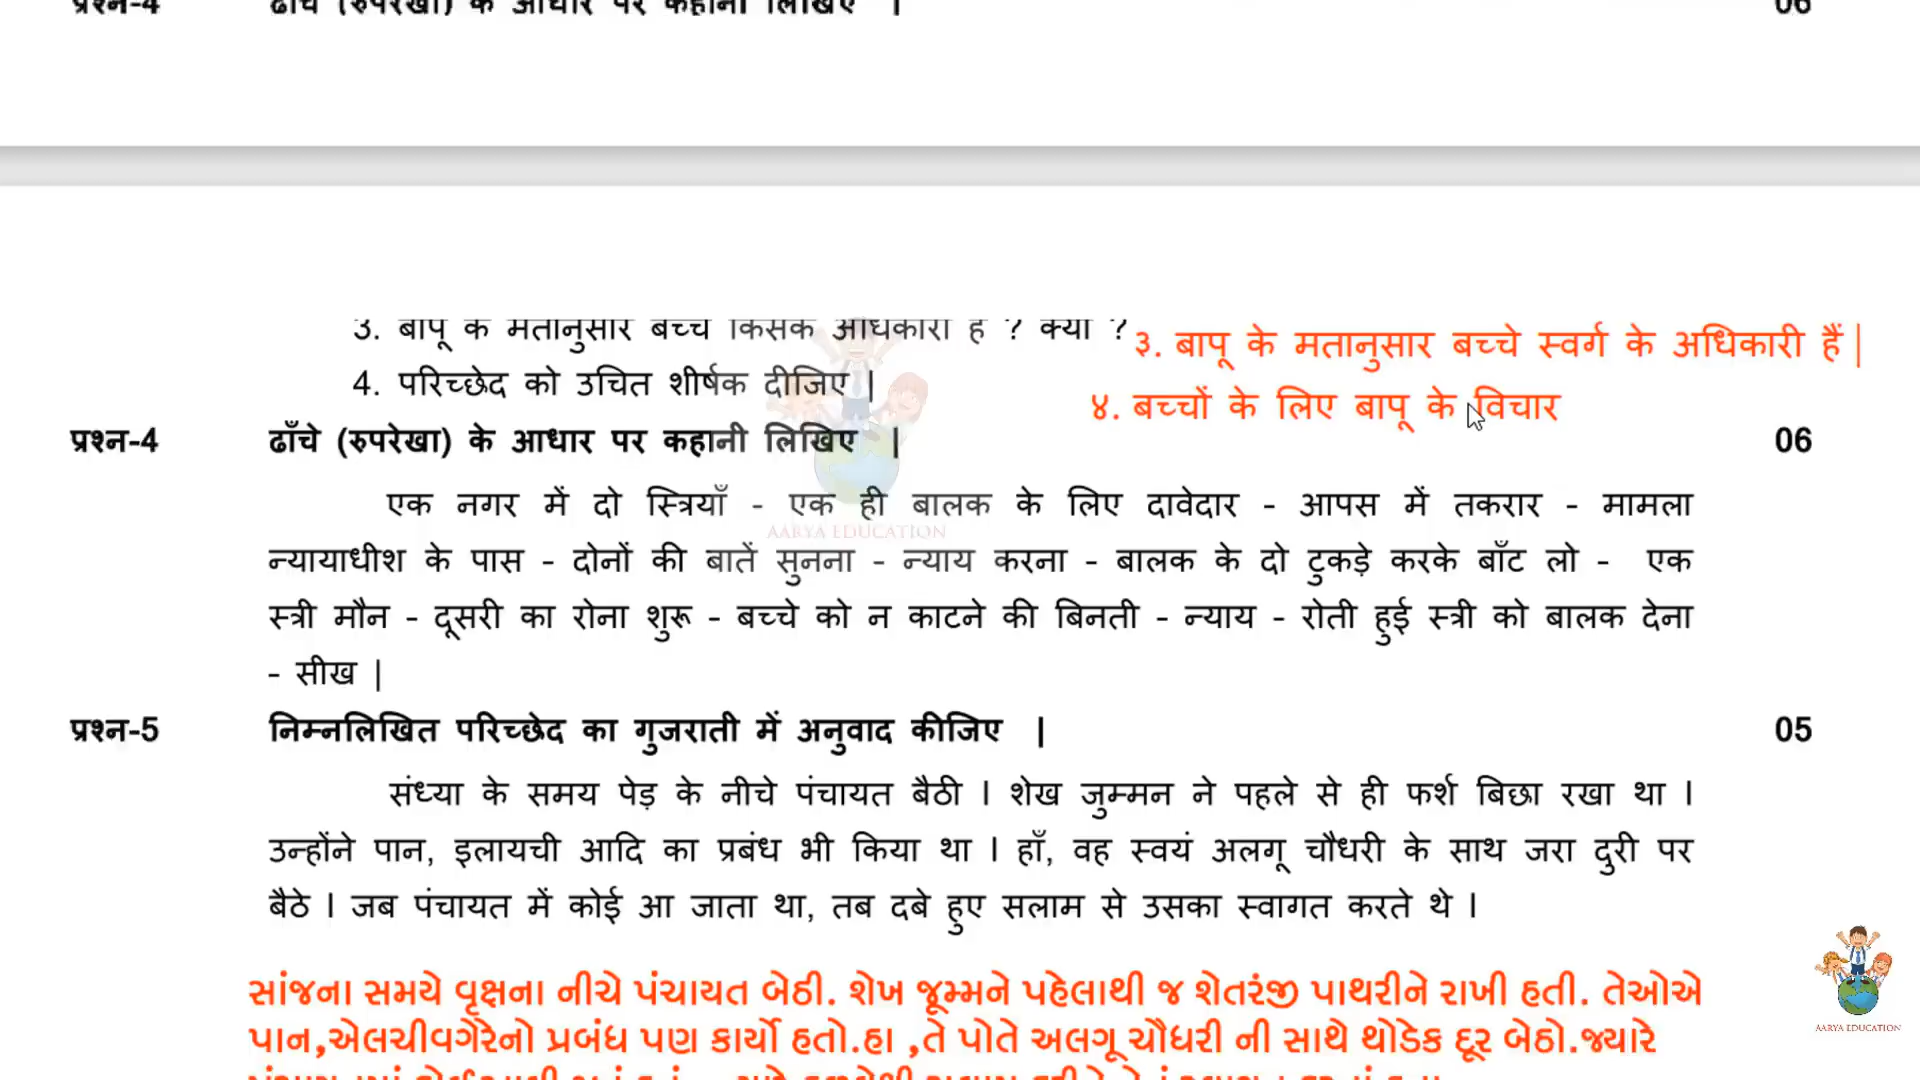 प्रश्न-4 ढाँचे (रुपरेखा) के आधार पर कहानी लिखिए | 06
3. बापू के मतानुसार बच्चे किसके अधिकारी है ? क्यों ?
३. बापू के मतानुसार बच्चे स्वर्ग के अधिकारी हैं|
4. परिच्छेद को उचित शीर्षक दीजिए |
४. बच्चों के लिए बापू के विचार
प्रश्न-4 ढाँचे (रुपरेखा) के आधार पर कहानी लिखिए | 06
एक नगर में दो स्त्रियाँ - एक ही बालक के लिए दावेदार - आपस में तकरार - मामला
न्यायाधीश के पास - दोनों की बातें सुनना - न्याय करना - बालक के दो टुकड़े करके बाँट लो - एक
स्त्री मौन - दूसरी का रोना शुरू - बच्चे को न काटने की बिनती - न्याय - रोती हुई स्त्री को बालक देना
- सीख |
AARYA EDUCATION
प्रश्न-5 निम्नलिखित परिच्छेद का गुजराती में अनुवाद कीजिए | 05
संध्या के समय पेड़ के नीचे पंचायत बैठी । शेख जुम्मन ने पहले से ही फर्श बिछा रखा था ।
उन्होंने पान, इलायची आदि का प्रबंध भी किया था । हाँ, वह स्वयं अलगू चौधरी के साथ जरा दुरी पर
बैठे । जब पंचायत में कोई आ जाता था, तब दबे हुए सलाम से उसका स्वागत करते थे ।
સાંજના સમયે વૃક્ષના નીચે પંચાયત બેઠી. શેખ જૂમ્મને પહેલાથી જ શેતરંજી પાથરીને રાખી હતી. તેઓએ
પાન,એલચીવગેરેનો પ્રબંધ પણ કાર્યો હતો.હા ,તે પોતે અલગૂ ચૌધરી ની સાથે થોડેક દૂર બેઠો.જ્યારે
AARYA EDUCATION